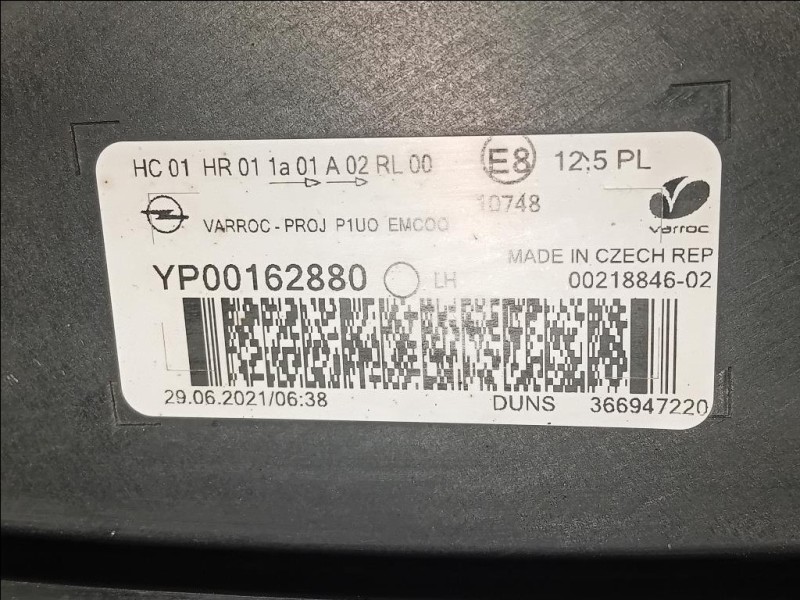 HC 01 HR 01 1a 01 A 02 RL 00 E8 12,5 PL
10748
VARROC - PROJ P1UO EMCOO
varroc
MADE IN CZECH REP
YP00162880 LH 00218846-02
29.06.2021/06:38 DUNS 366947220